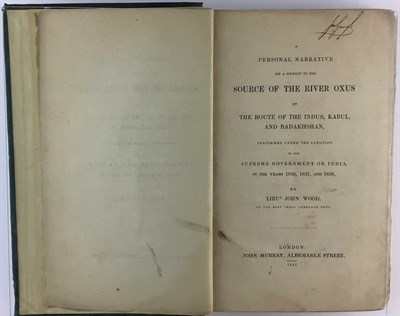 A
PERSONAL NARRATIVE
OF A JOURNEY TO THE
SOURCE OF THE RIVER OXUS
BY
THE ROUTE OF THE INDUS, KABUL,
AND BADAKHSHAN,
PERFORMED UNDER THE SANCTION
OF THE
SUPREME GOVERNMENT OF INDIA,
IN THE YEARS 1836, 1837, AND 1838,
BY
LIEUT JOHN WOOD,
OF THE EAST INDIA COMPANY'S NAVY.
LONDON:
JOHN MURRAY, ALBEMARLE STREET.